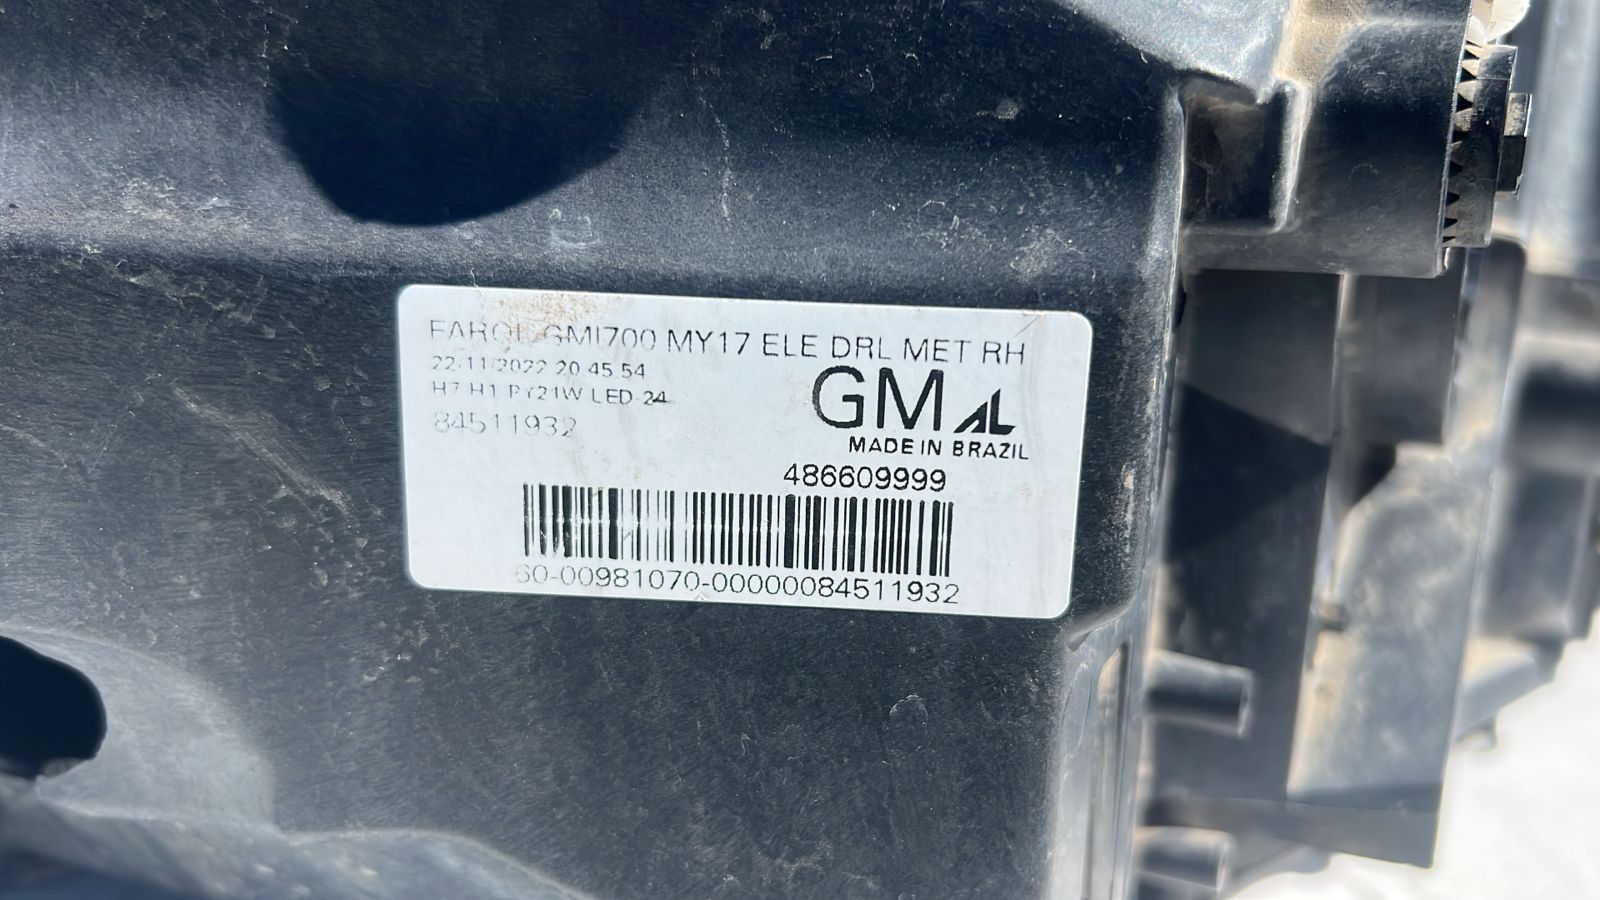 FAROL GMI700 MY17 ELE DRL MET RH
22/11/2022 20:45:54
H7 H1 PY21W LED-24
84511932
GM AL
MADE IN BRAZIL
486609999
60-00981070-00000084511932